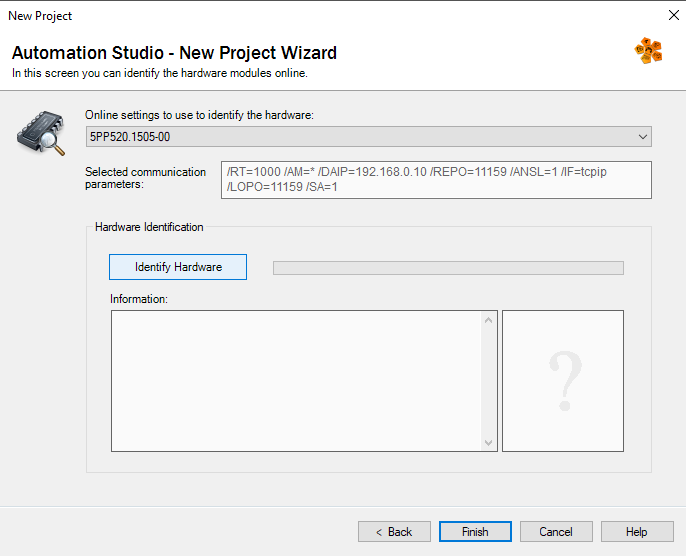 New Project
Automation Studio - New Project Wizard
In this screen you can identify the hardware modules online.
Online settings to use to identify the hardware:
5PP520.1505-00
Selected communication
parameters:
/RT=1000 /AM=* /DAIP=192.168.0.10 /REPO=11159 /ANSL=1 /IF=tcpip
/LOPO=11159 /SA=1
Hardware Identification
Identify Hardware
Information:
?
< Back
Finish
Cancel
Help